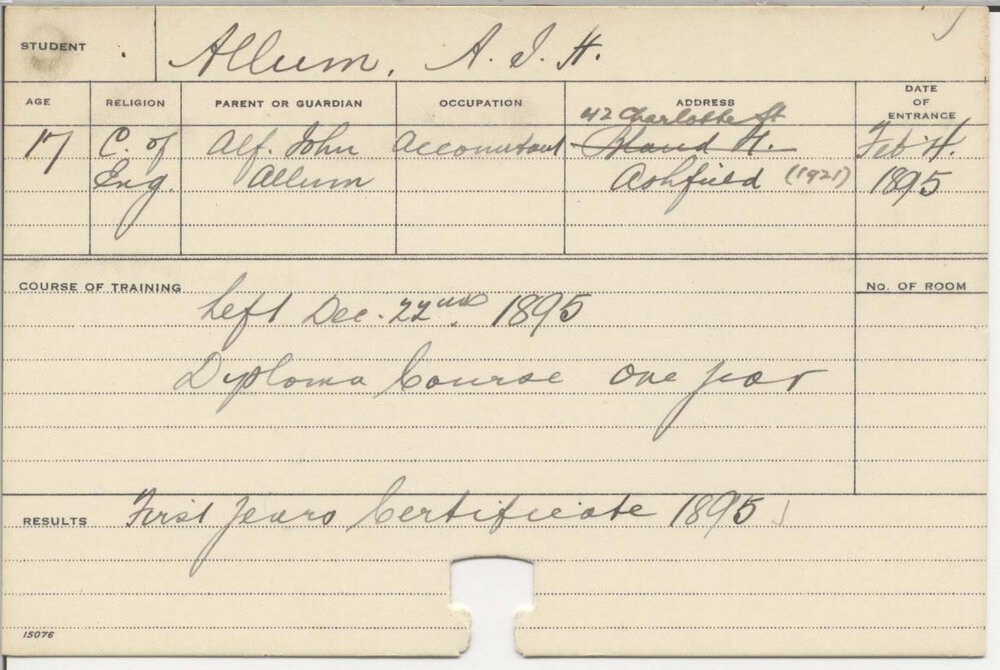 STUDENT Allum, A. J. H.
AGE RELIGION PARENT OR GUARDIAN OCCUPATION ADDRESS DATE OF ENTRANCE
42 Charlotte St
17 C. of Alf. John Accountant Feb 4.
Eng. Allum Ashfield (1921) 1895
COURSE OF TRAINING No. OF ROOM
Left Dec. 22nd 1895
Diploma Course One year
RESULTS First Years Certificate 1895
15076